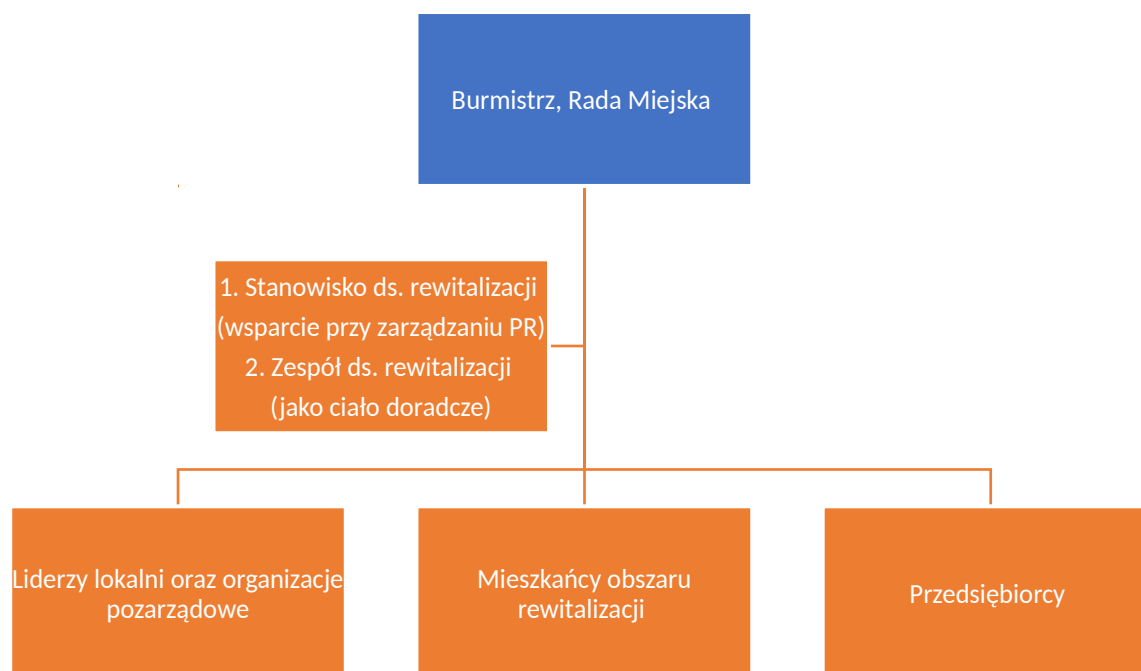 Burmistrz, Rada Miejska
1. Stanowisko ds. rewitalizacji
(wsparcie przy zarządzaniu PR)
2. Zespół ds. rewitalizacji
(jako ciało doradcze)
Liderzy lokalni oraz organizacje
pozarządowe
Mieszkańcy obszaru
rewitalizacji
Przedsiębiorcy